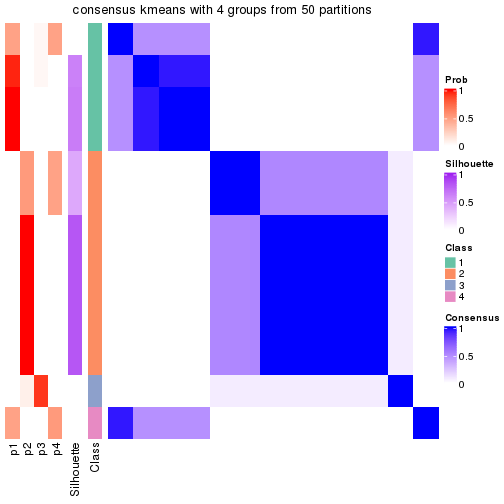 consensus kmeans with 4 groups from 50 partitions
Prob
1
0.5
0
Silhouette
1
0.5
0
Class
1
2
3
4
Consensus
1
0.5
0
p1
p2
p3
p4
Silhouette
Class